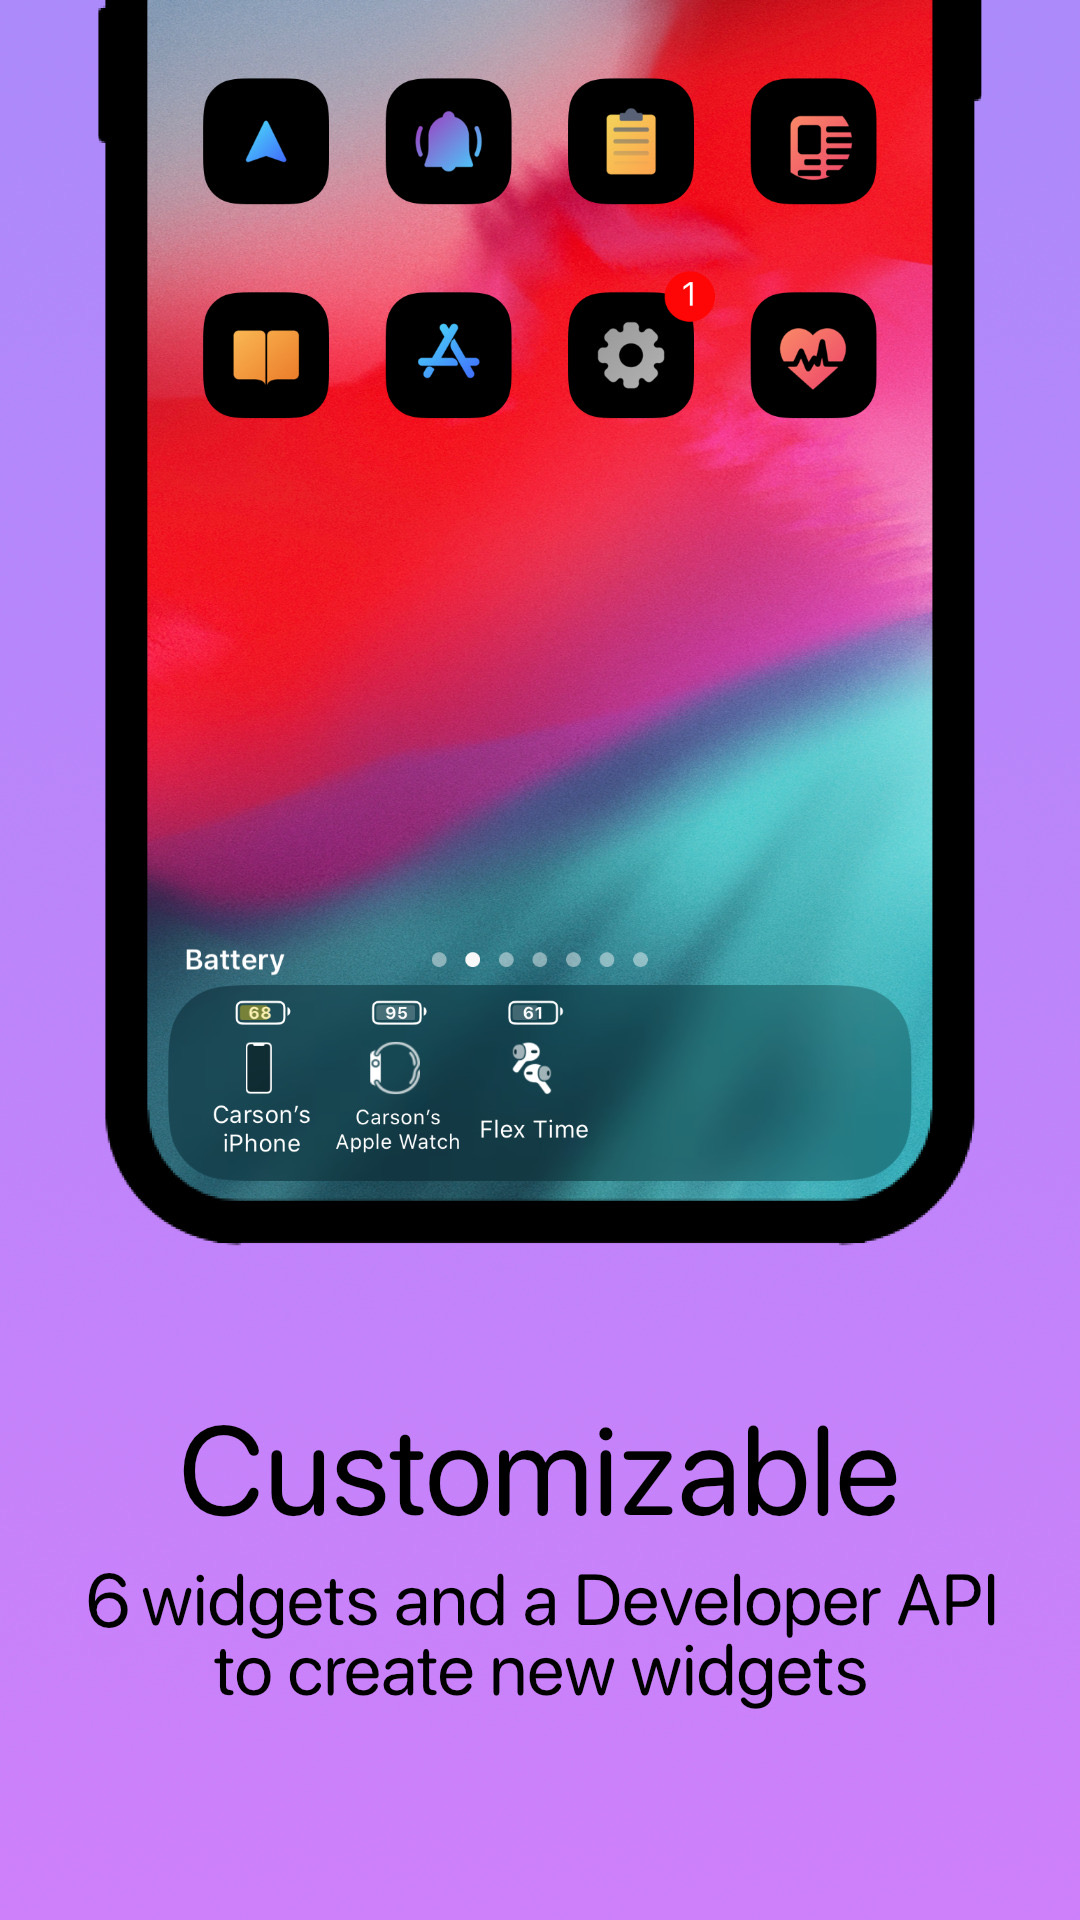 1
Battery
68 95 61
Carson's
iPhone
Carson's
Apple Watch
Flex Time
Customizable
6 widgets and a Developer API
to create new widgets